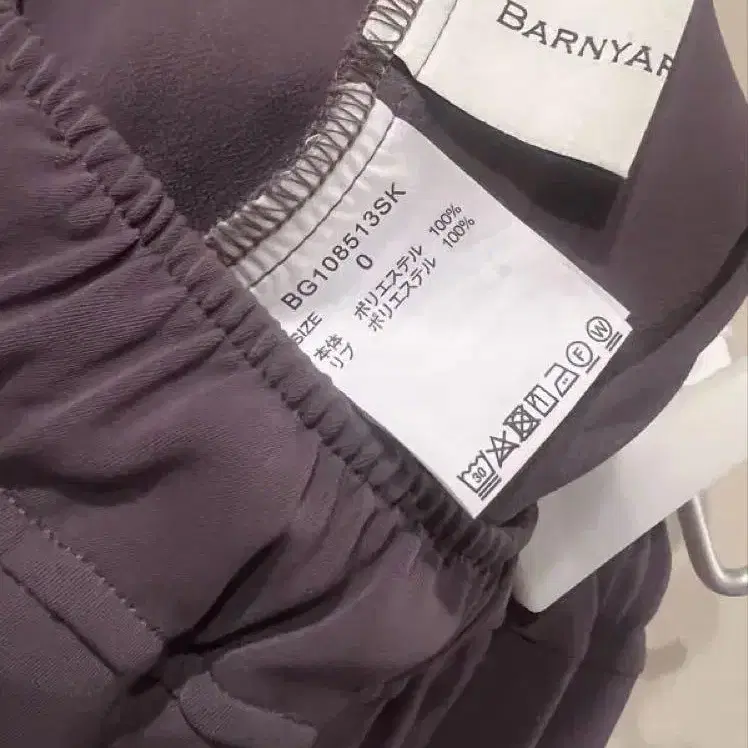 BARNYAR
BG108513SK
SIZE 0
本体 ポリエステル 100%
リブ ポリエステル 100%
30 F W